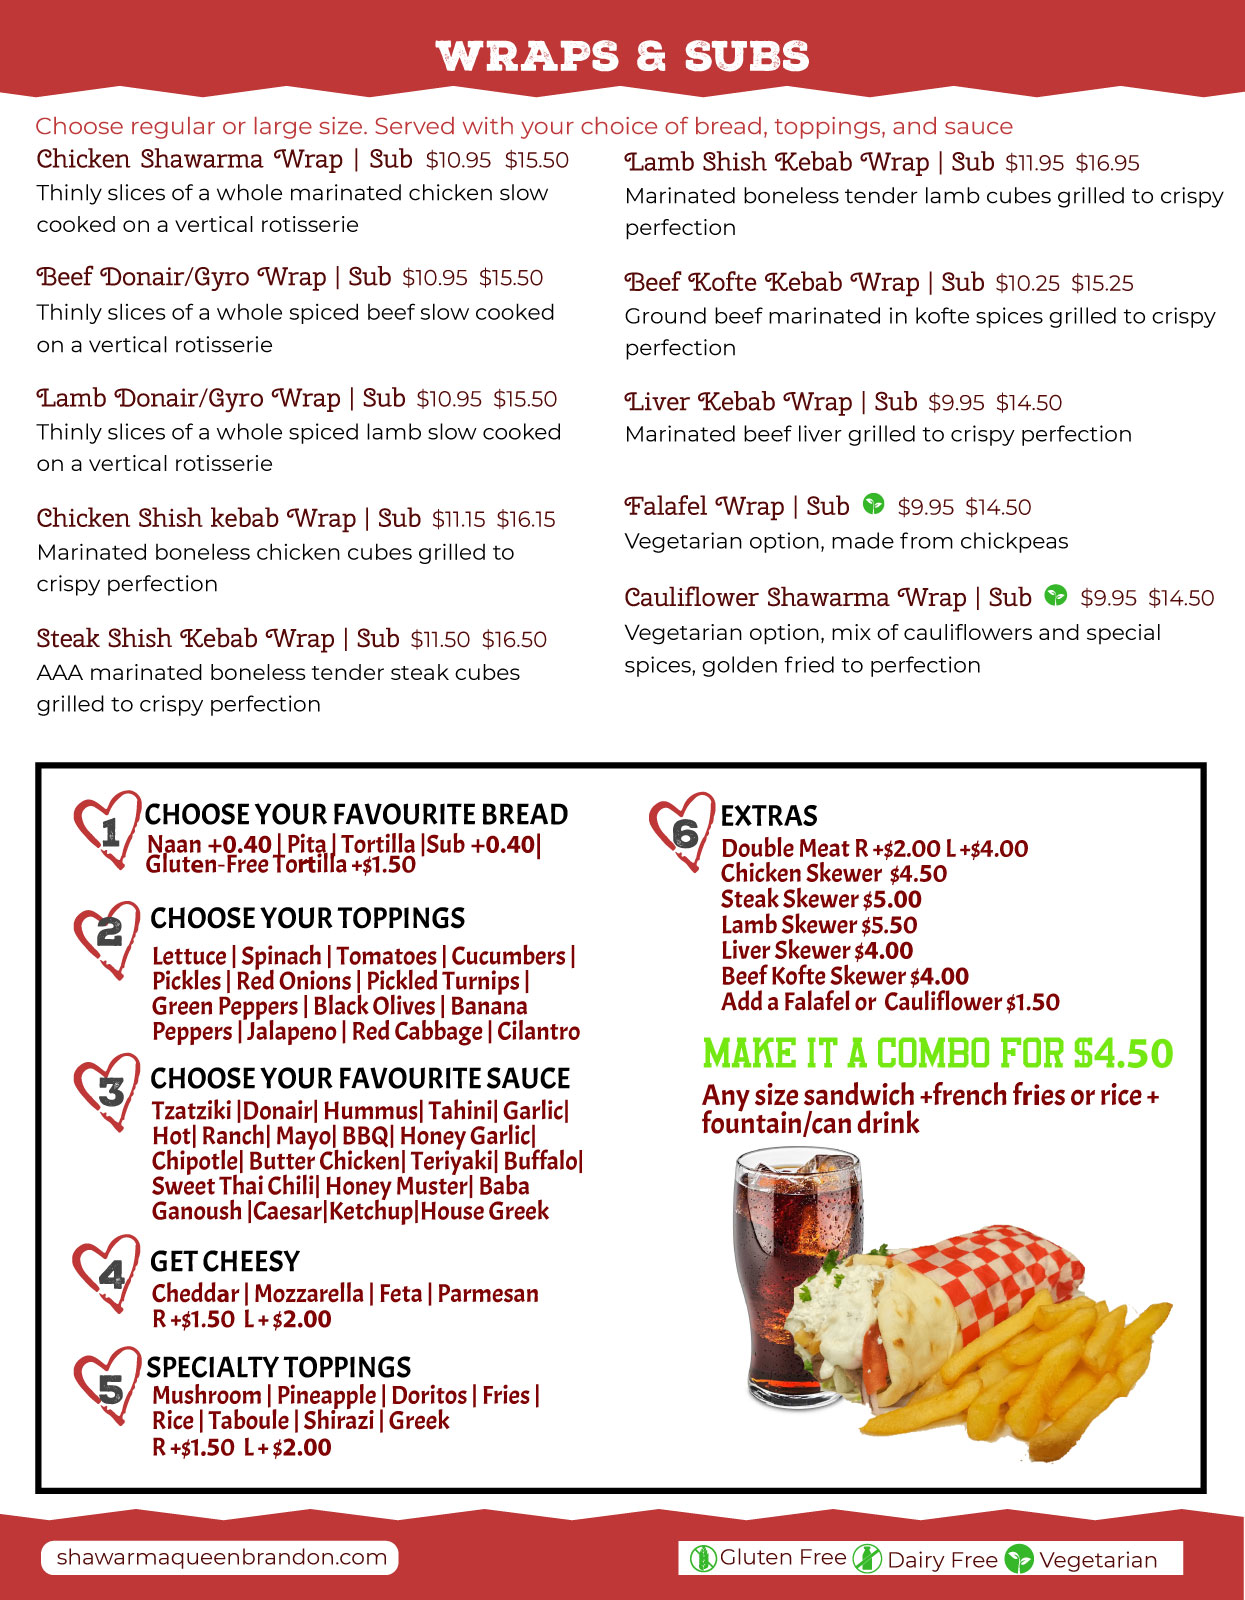 WRAPS & SUBS
Choose regular or large size. Served with your choice of bread, toppings, and sauce
Chicken Shawarma Wrap | Sub $10.95 $15.50
Thinly slices of a whole marinated chicken slow
cooked on a vertical rotisserie
Beef Donair/Gyro Wrap | Sub $10.95 $15.50
Thinly slices of a whole spiced beef slow cooked
on a vertical rotisserie
Lamb Donair/Gyro Wrap | Sub $10.95 $15.50
Thinly slices of a whole spiced lamb slow cooked
on a vertical rotisserie
Chicken Shish kebab Wrap | Sub $11.15 $16.15
Marinated boneless chicken cubes grilled to
crispy perfection
Steak Shish Kebab Wrap | Sub $11.50 $16.50
AAA marinated boneless tender steak cubes
grilled to crispy perfection
Lamb Shish Kebab Wrap | Sub $11.95 $16.95
Marinated boneless tender lamb cubes grilled to crispy
perfection
Beef Kofte Kebab Wrap | Sub $10.25 $15.25
Ground beef marinated in kofte spices grilled to crispy
perfection
Liver Kebab Wrap | Sub $9.95 $14.50
Marinated beef liver grilled to crispy perfection
Falafel Wrap | Sub $9.95 $14.50
Vegetarian option, made from chickpeas
Cauliflower Shawarma Wrap | Sub $9.95 $14.50
Vegetarian option, mix of cauliflowers and special
spices, golden fried to perfection
1 CHOOSE YOUR FAVOURITE BREAD
Naan +0.40 | Pita | Tortilla |Sub +0.40|
Gluten-Free Tortilla +$1.50
2 CHOOSE YOUR TOPPINGS
Lettuce | Spinach | Tomatoes | Cucumbers |
Pickles | Red Onions | Pickled Turnips |
Green Peppers | Black Olives | Banana
Peppers | Jalapeno | Red Cabbage | Cilantro
3 CHOOSE YOUR FAVOURITE SAUCE
Tzatziki |Donair| Hummus| Tahini| Garlic|
Hot| Ranch| Mayo| BBQ| Honey Garlic|
Chipotle| Butter Chicken| Teriyaki| Buffalo|
Sweet Thai Chili| Honey Muster| Baba
Ganoush |Caesar|Ketchup|House Greek
4 GET CHEESY
Cheddar | Mozzarella | Feta | Parmesan
R +$1.50 L + $2.00
5 SPECIALTY TOPPINGS
Mushroom | Pineapple | Doritos | Fries |
Rice | Taboule | Shirazi | Greek
R +$1.50 L + $2.00
6 EXTRAS
Double Meat R +$2.00 L +$4.00
Chicken Skewer $4.50
Steak Skewer $5.00
Lamb Skewer $5.50
Liver Skewer $4.00
Beef Kofte Skewer $4.00
Add a Falafel or Cauliflower $1.50
MAKE IT A COMBO FOR $4.50
Any size sandwich +french fries or rice +
fountain/can drink
shawarmaqueenbrandon.com
Gluten Free Dairy Free Vegetarian